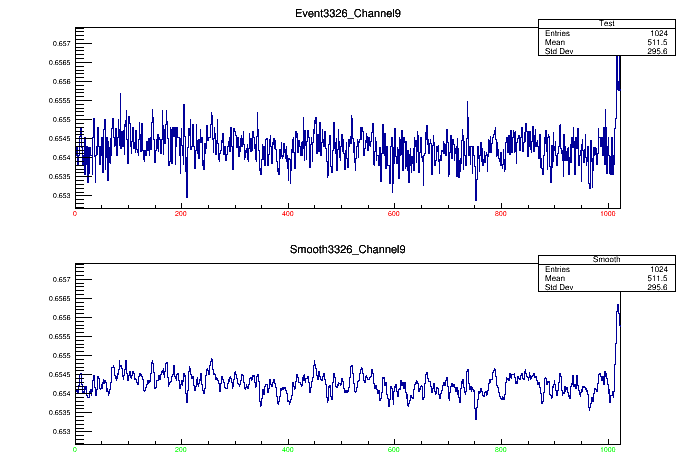 Event3326_Channel9
Test
Entries 1024
Mean 511.5
Std Dev 295.6
0.657
0.6565
0.656
0.6555
0.655
0.6545
0.654
0.6535
0.653
0 200 400 600 800 1000
Smooth3326_Channel9
Smooth
Entries 1024
Mean 511.5
Std Dev 295.6
0.657
0.6565
0.656
0.6555
0.655
0.6545
0.654
0.6535
0.653
0 200 400 600 800 1000